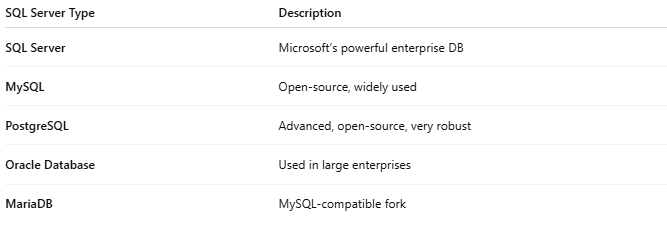 SQL Server Type Description
SQL Server Microsoft's powerful enterprise DB
MySQL Open-source, widely used
PostgreSQL Advanced, open-source, very robust
Oracle Database Used in large enterprises
MariaDB MySQL-compatible fork